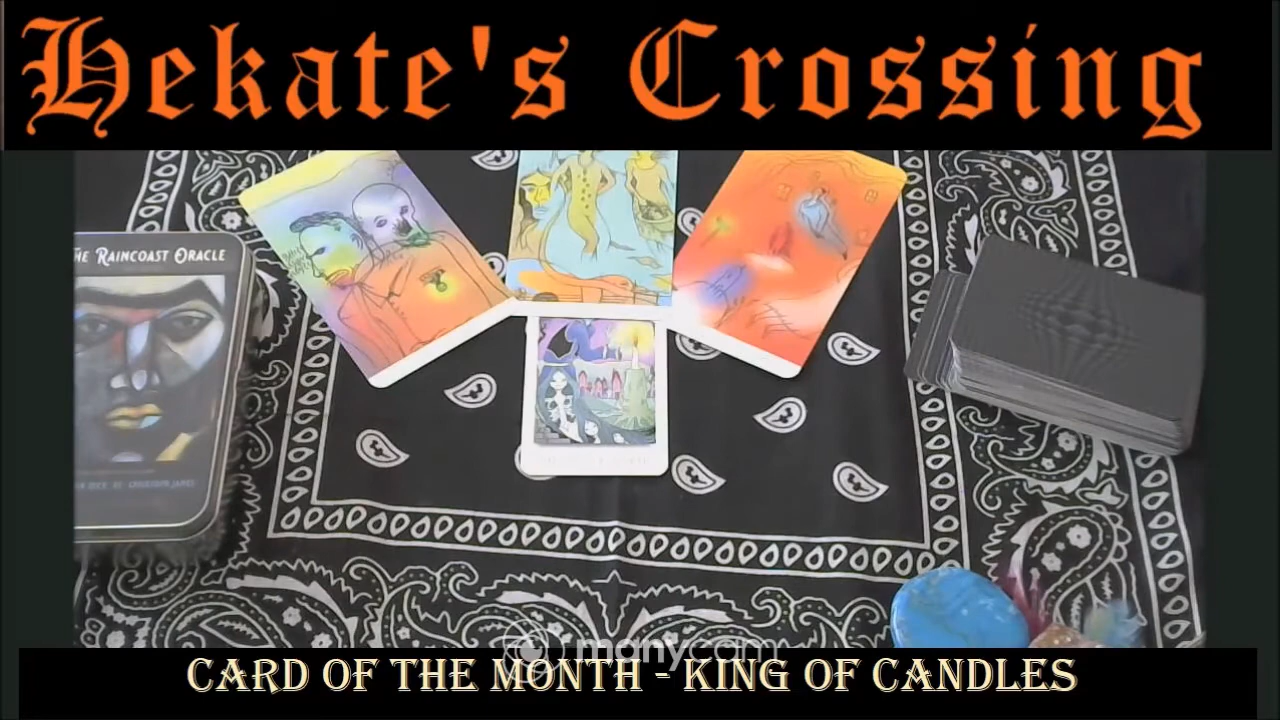 Hekate's Crossing
THE RAINCOAST ORACLE
manycam
CARD OF THE MONTH - KING OF CANDLES